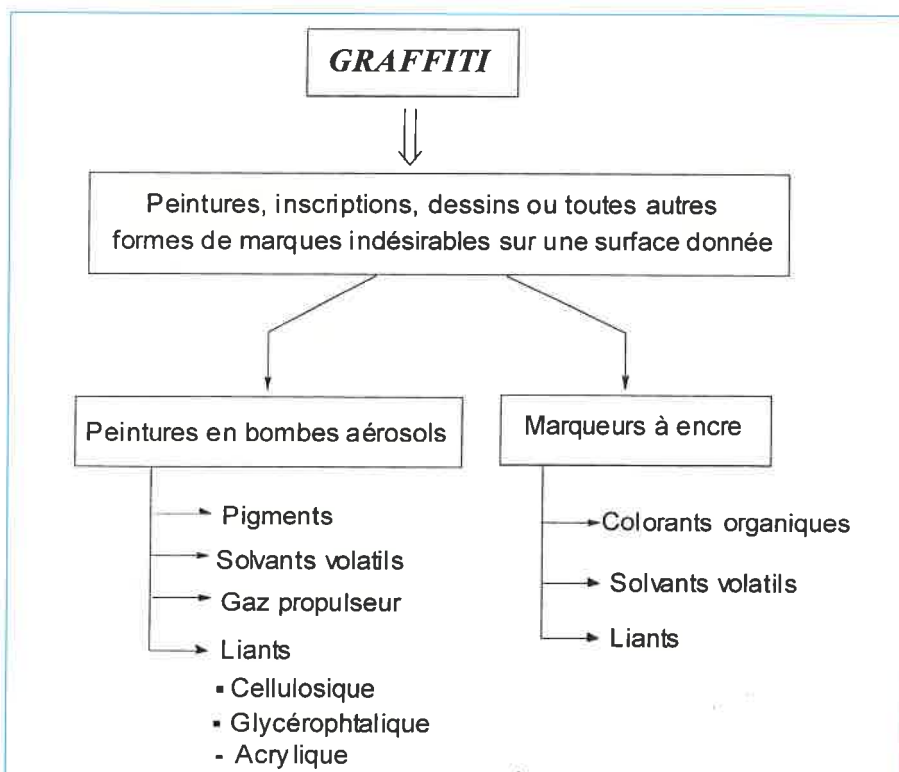 GRAFFITI
Peintures, inscriptions, dessins ou toutes autres
formes de marques indésirables sur une surface donnée
Peintures en bombes aérosols
Pigments
Solvants volatils
Gaz propulseur
Liants
▪ Cellulosique
▪ Glycérophtalique
- Acrylique
Marqueurs à encre
Colorants organiques
Solvants volatils
Liants